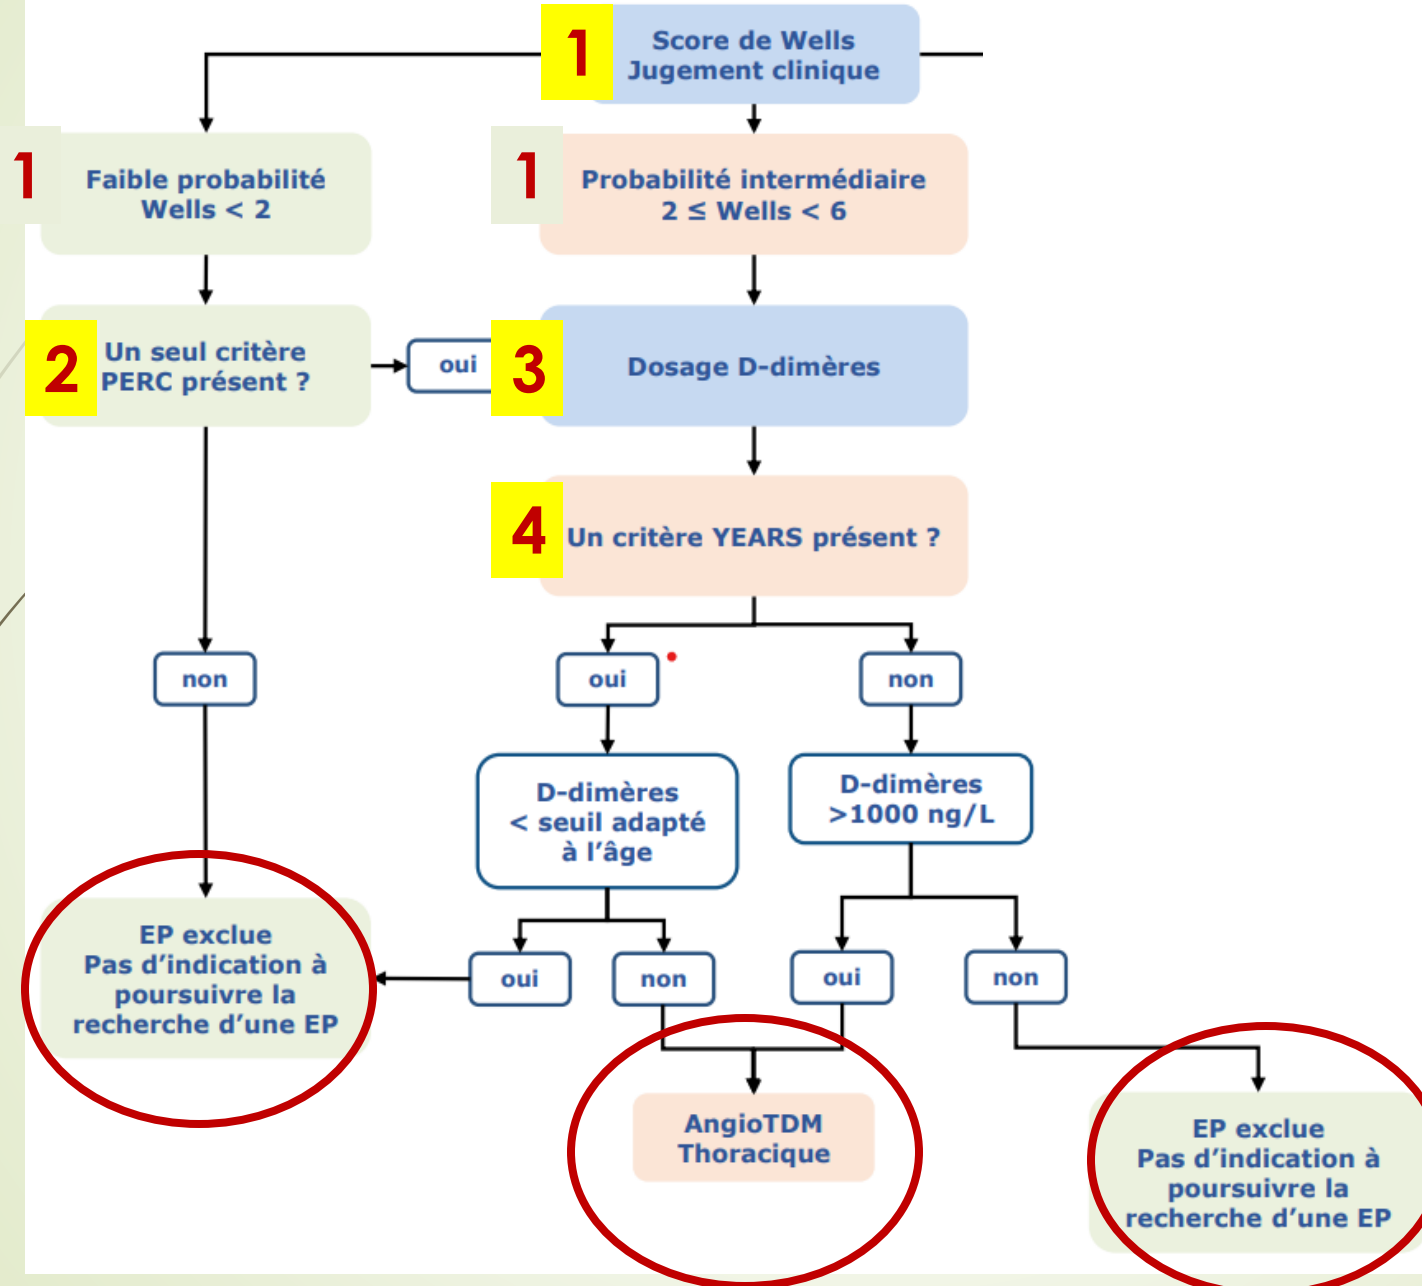 1
Score de Wells
Jugement clinique
1
Faible probabilité
Wells < 2
1
Probabilité intermédiaire
2 ≤ Wells < 6
2
Un seul critère
PERC présent ?
oui
3
Dosage D-dimères
4
Un critère YEARS présent ?
non
oui
non
D-dimères
< seuil adapté
à l’âge
D-dimères
>1000 ng/L
EP exclue
Pas d’indication à
poursuivre la
recherche d’une EP
oui
non
oui
non
AngioTDM
Thoracique
EP exclue
Pas d’indication à
poursuivre la
recherche d’une EP